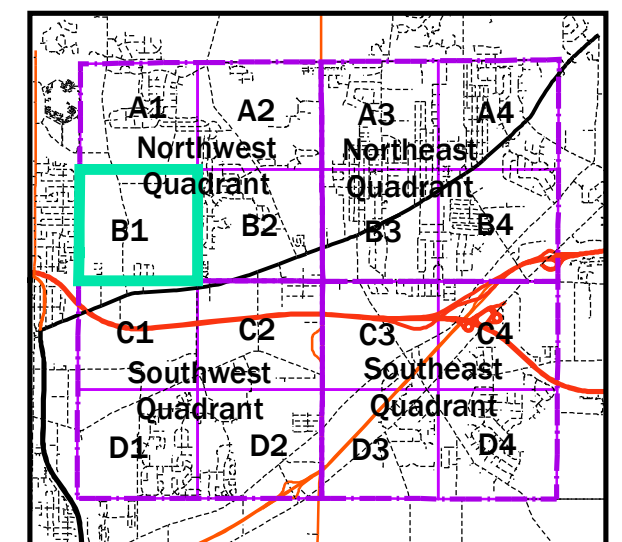 A1 A2 A3 A4
Northwest Northeast
Quadrant Quadrant
B1 B2 B3 B4
C1 C2 C3 C4
Southwest Southeast
Quadrant Quadrant
D1 D2 D3 D4